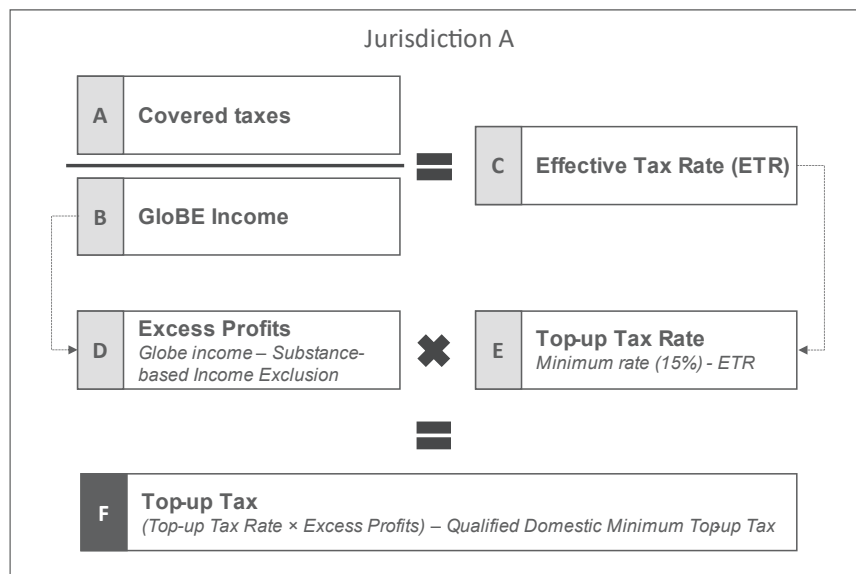 Jurisdiction A
A Covered taxes
=
C Effective Tax Rate (ETR)
B GloBE Income
D Excess Profits
Globe income – Substance-
based Income Exclusion
×
E Top-up Tax Rate
Minimum rate (15%) - ETR
=
F Top-up Tax
(Top-up Tax Rate × Excess Profits) – Qualified Domestic Minimum Top-up Tax